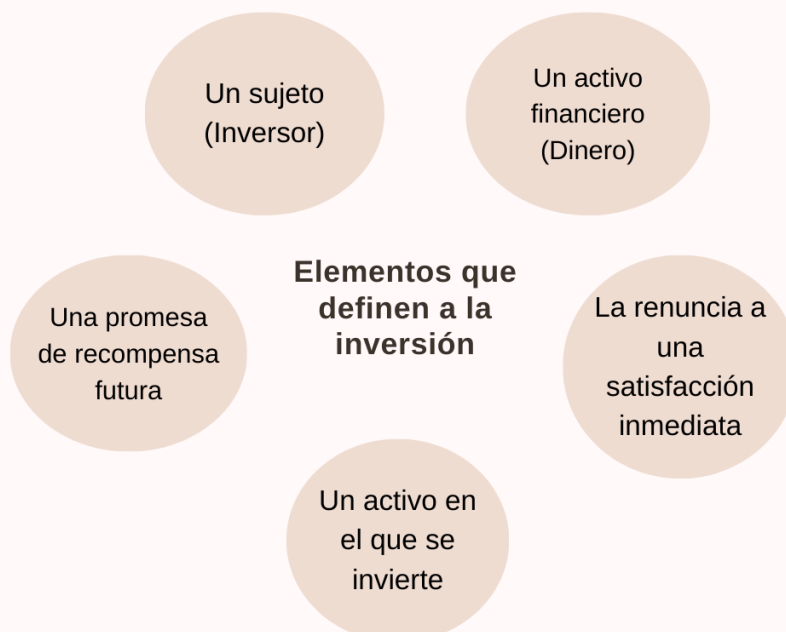 Un sujeto
(Inversor)
Un activo
financiero
(Dinero)
Elementos que
definen a la
inversión
Una promesa
de recompensa
futura
La renuncia a
una
satisfacción
inmediata
Un activo en
el que se
invierte